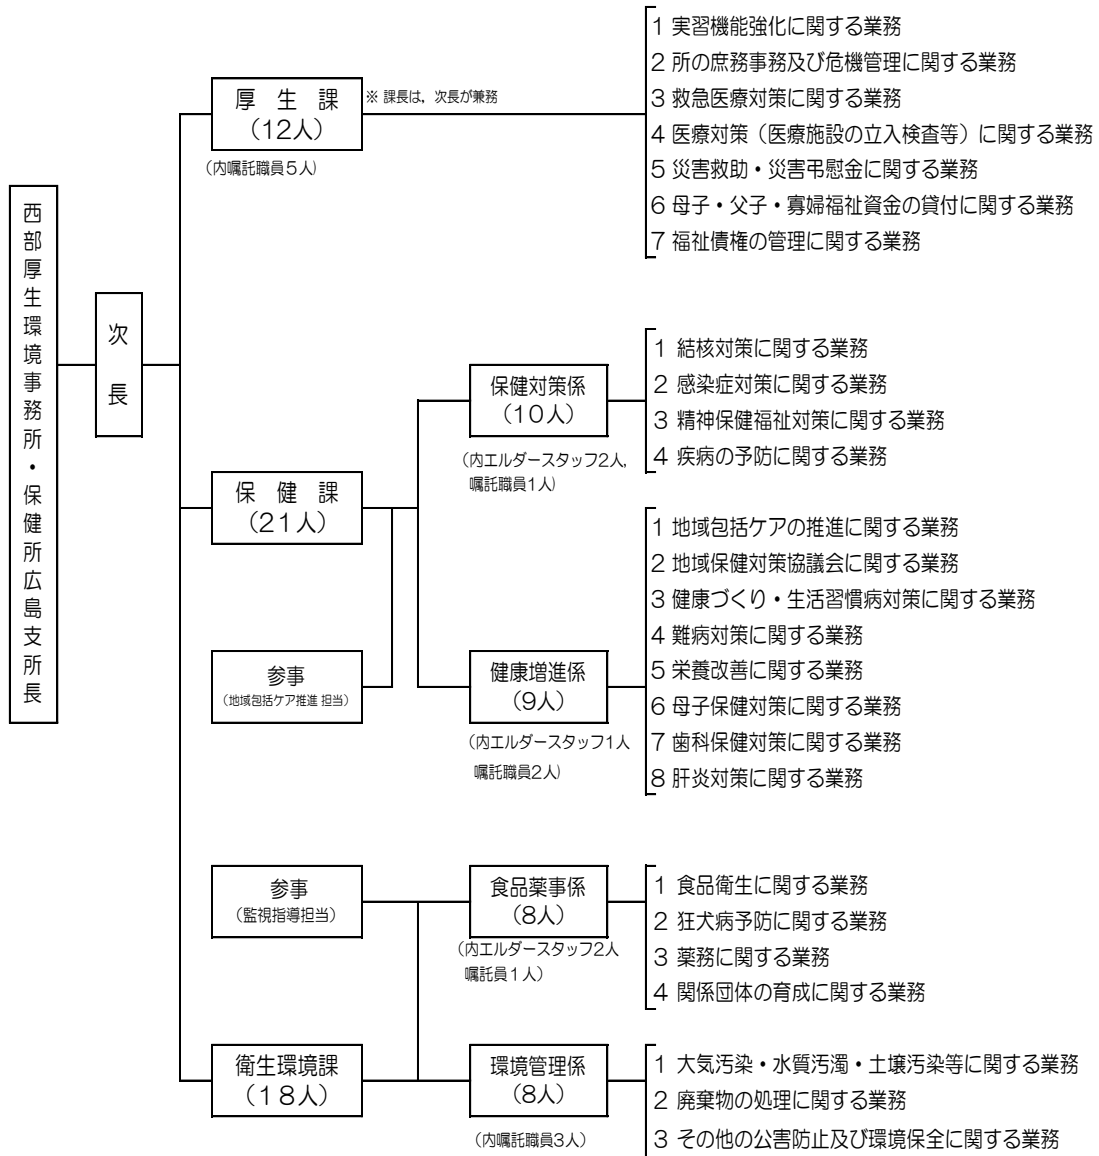 西部厚生環境事務所・保健所広島支所長
次長
厚 生 課
（12人）
※ 課長は，次長が兼務
（内嘱託職員５人）
1 実習機能強化に関する業務
2 所の庶務事務及び危機管理に関する業務
3 救急医療対策に関する業務
4 医療対策（医療施設の立入検査等）に関する業務
5 災害救助・災害弔慰金に関する業務
6 母子・父子・寡婦福祉資金の貸付に関する業務
7 福祉債権の管理に関する業務
保 健 課
（２１人）
参事
（地域包括ケア推進 担当）
保健対策係
（１０人）
（内エルダースタッフ2人，
嘱託職員１人）
1 結核対策に関する業務
2 感染症対策に関する業務
3 精神保健福祉対策に関する業務
4 疾病の予防に関する業務
健康増進係
（9人）
（内エルダースタッフ１人
嘱託職員2人）
1 地域包括ケアの推進に関する業務
2 地域保健対策協議会に関する業務
3 健康づくり・生活習慣病対策に関する業務
4 難病対策に関する業務
5 栄養改善に関する業務
6 母子保健対策に関する業務
7 歯科保健対策に関する業務
8 肝炎対策に関する業務
参事
（監視指導担当）
食品薬事係
（8人）
（内エルダースタッフ2人
嘱託員１人）
1 食品衛生に関する業務
2 狂犬病予防に関する業務
3 薬務に関する業務
4 関係団体の育成に関する業務
衛生環境課
（１８人）
環境管理係
（8人）
（内嘱託職員3人）
1 大気汚染・水質汚濁・土壌汚染等に関する業務
2 廃棄物の処理に関する業務
3 その他の公害防止及び環境保全に関する業務